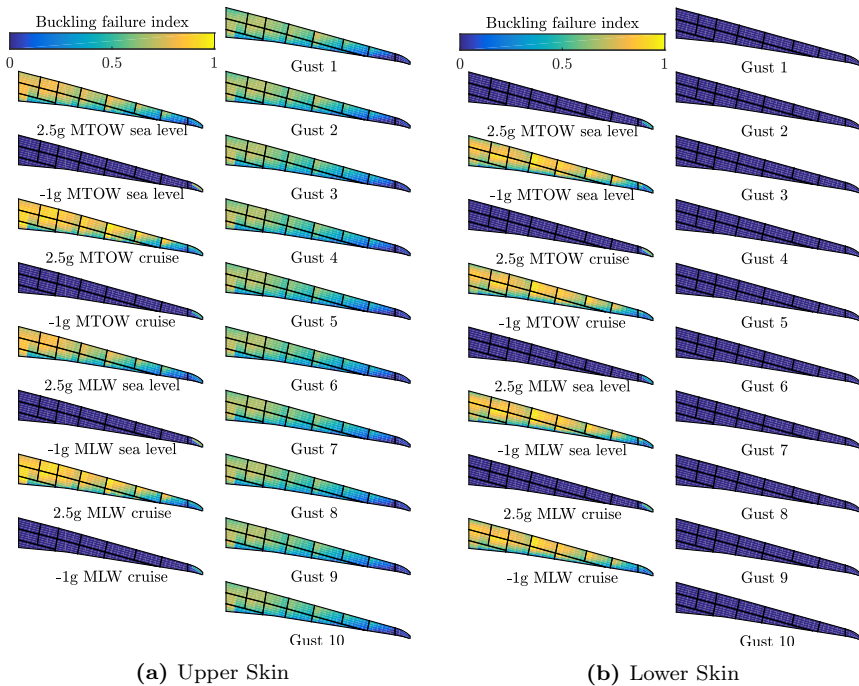 Buckling failure index
0 0.5 1
2.5g MTOW sea level
-1g MTOW sea level
2.5g MTOW cruise
-1g MTOW cruise
2.5g MLW sea level
-1g MLW sea level
2.5g MLW cruise
-1g MLW cruise
Gust 1
Gust 2
Gust 3
Gust 4
Gust 5
Gust 6
Gust 7
Gust 8
Gust 9
Gust 10
(a) Upper Skin
Buckling failure index
0 0.5 1
2.5g MTOW sea level
-1g MTOW sea level
2.5g MTOW cruise
-1g MTOW cruise
2.5g MLW sea level
-1g MLW sea level
2.5g MLW cruise
-1g MLW cruise
Gust 1
Gust 2
Gust 3
Gust 4
Gust 5
Gust 6
Gust 7
Gust 8
Gust 9
Gust 10
(b) Lower Skin